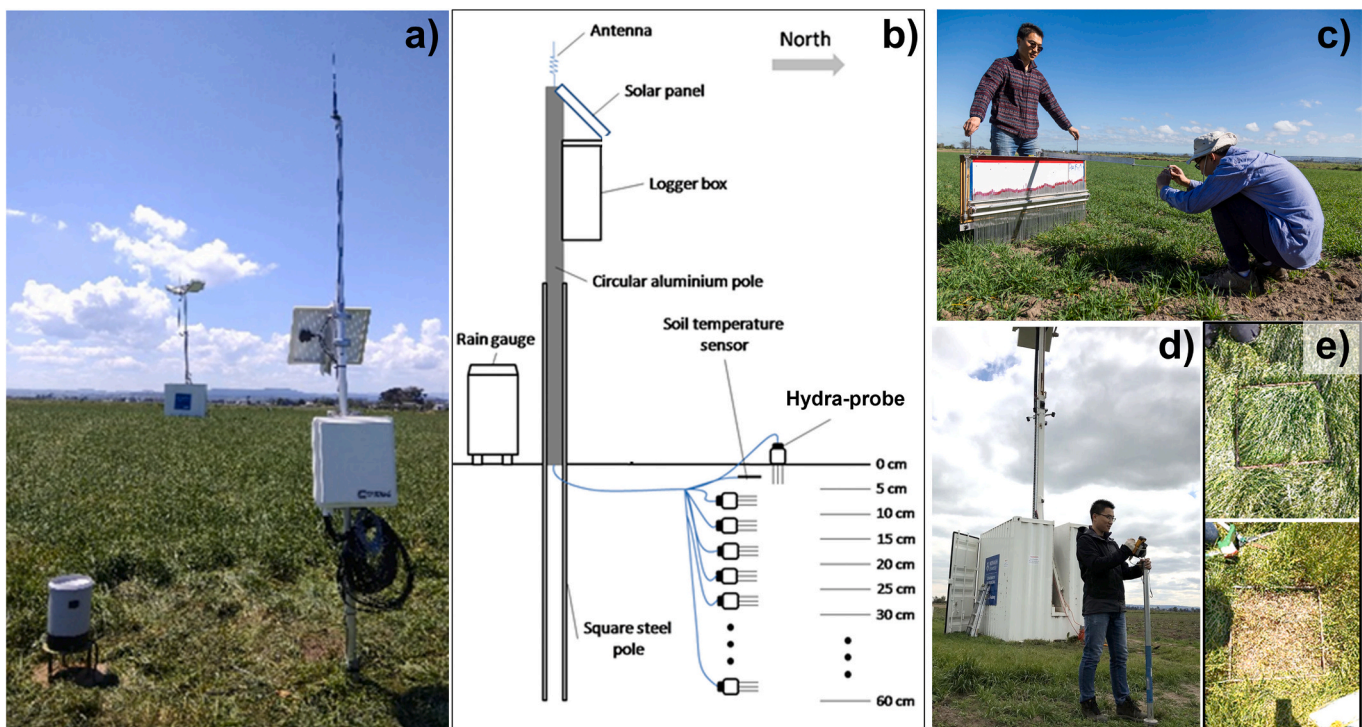 a)
b)
Antenna
North
Solar panel
Logger box
Circular aluminium pole
Rain gauge
Soil temperature
sensor
Hydra-probe
0 cm
5 cm
10 cm
15 cm
20 cm
25 cm
30 cm
Square steel
pole
60 cm
c)
d)
e)